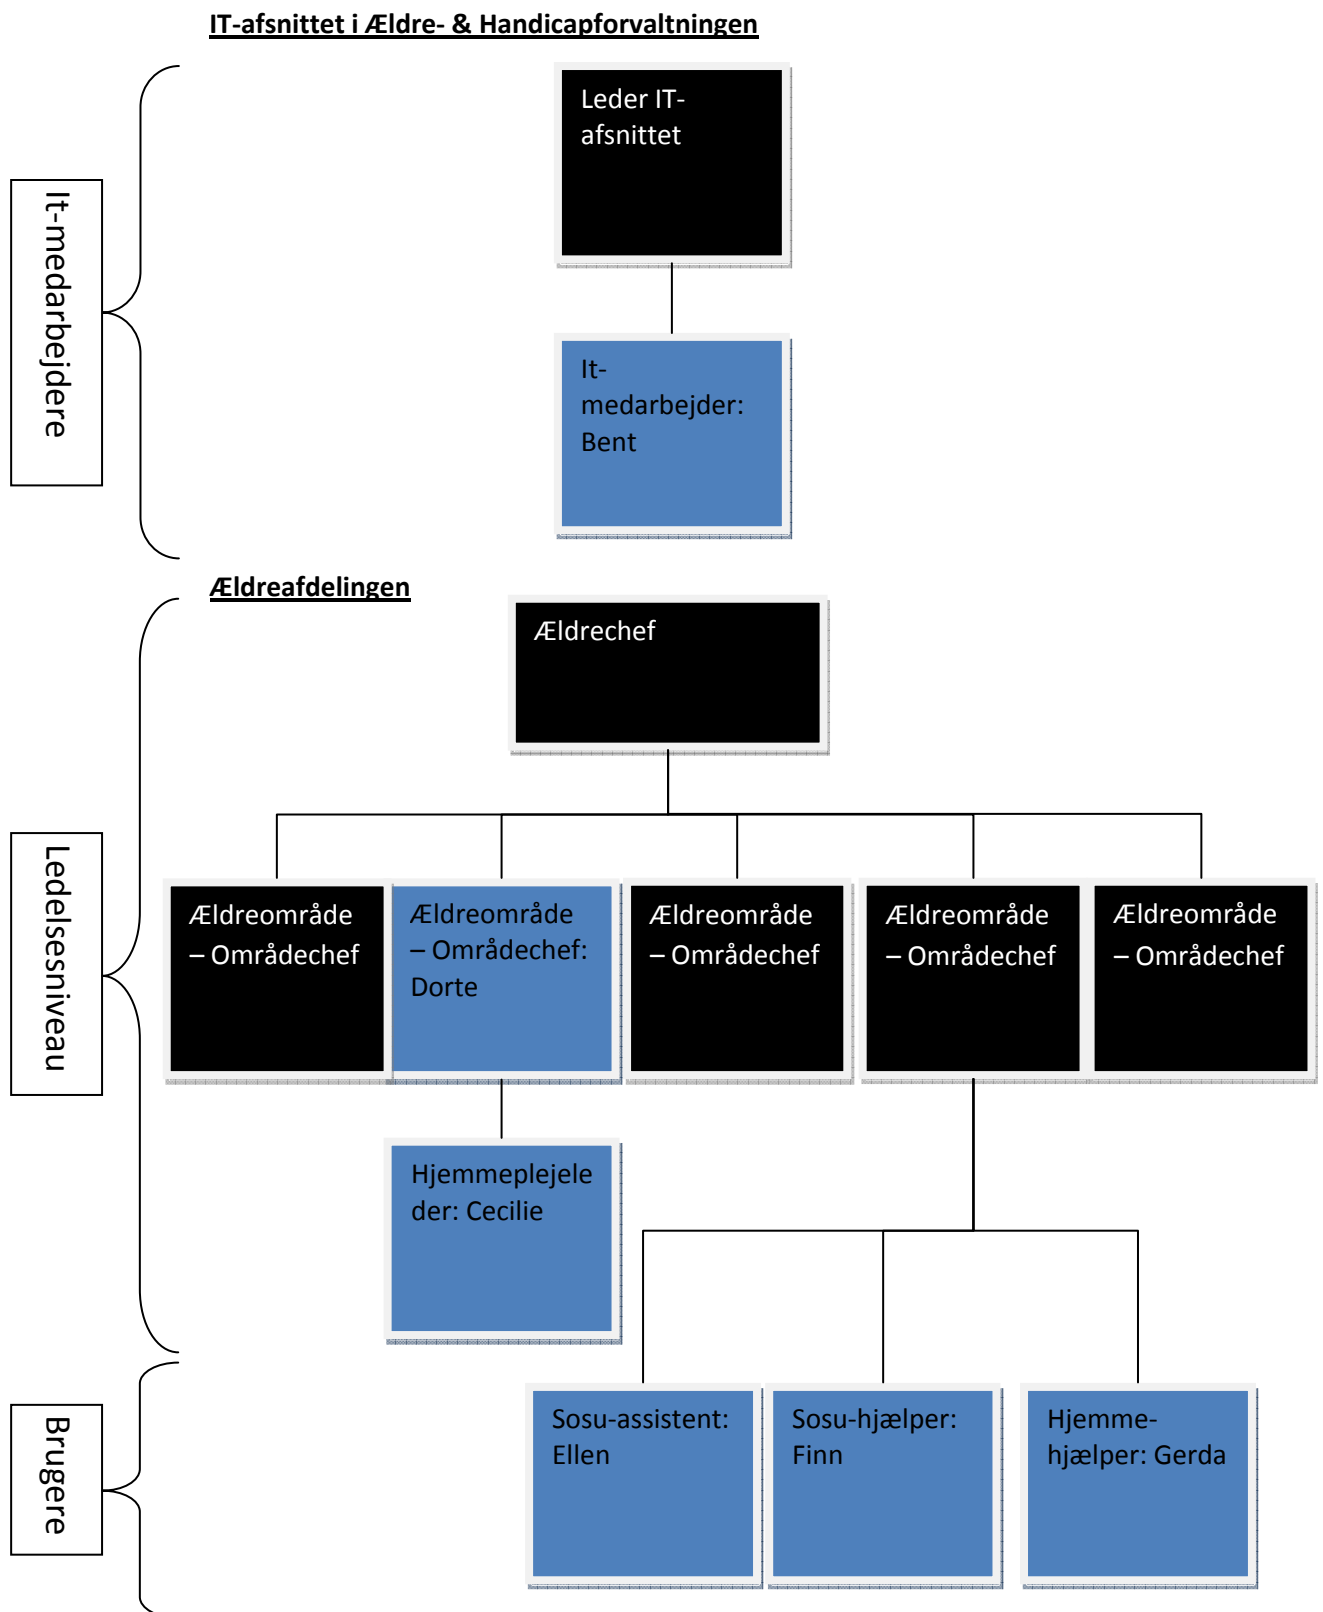 IT-afsnittet i Ældre- & Handicapforvaltningen
Leder IT-
afsnittet
It-medarbejdere
It-
medarbejder:
Bent
Ældreafdelingen
Ældrechef
Ledelsesniveau
Ældreområde
– Områdechef
Ældreområde
– Områdechef:
Dorte
Ældreområde
– Områdechef
Ældreområde
– Områdechef
Ældreområde
– Områdechef
Hjemmeplejele
der: Cecilie
Brugere
Sosu-assistent:
Ellen
Sosu-hjælper:
Finn
Hjemme-
hjælper: Gerda